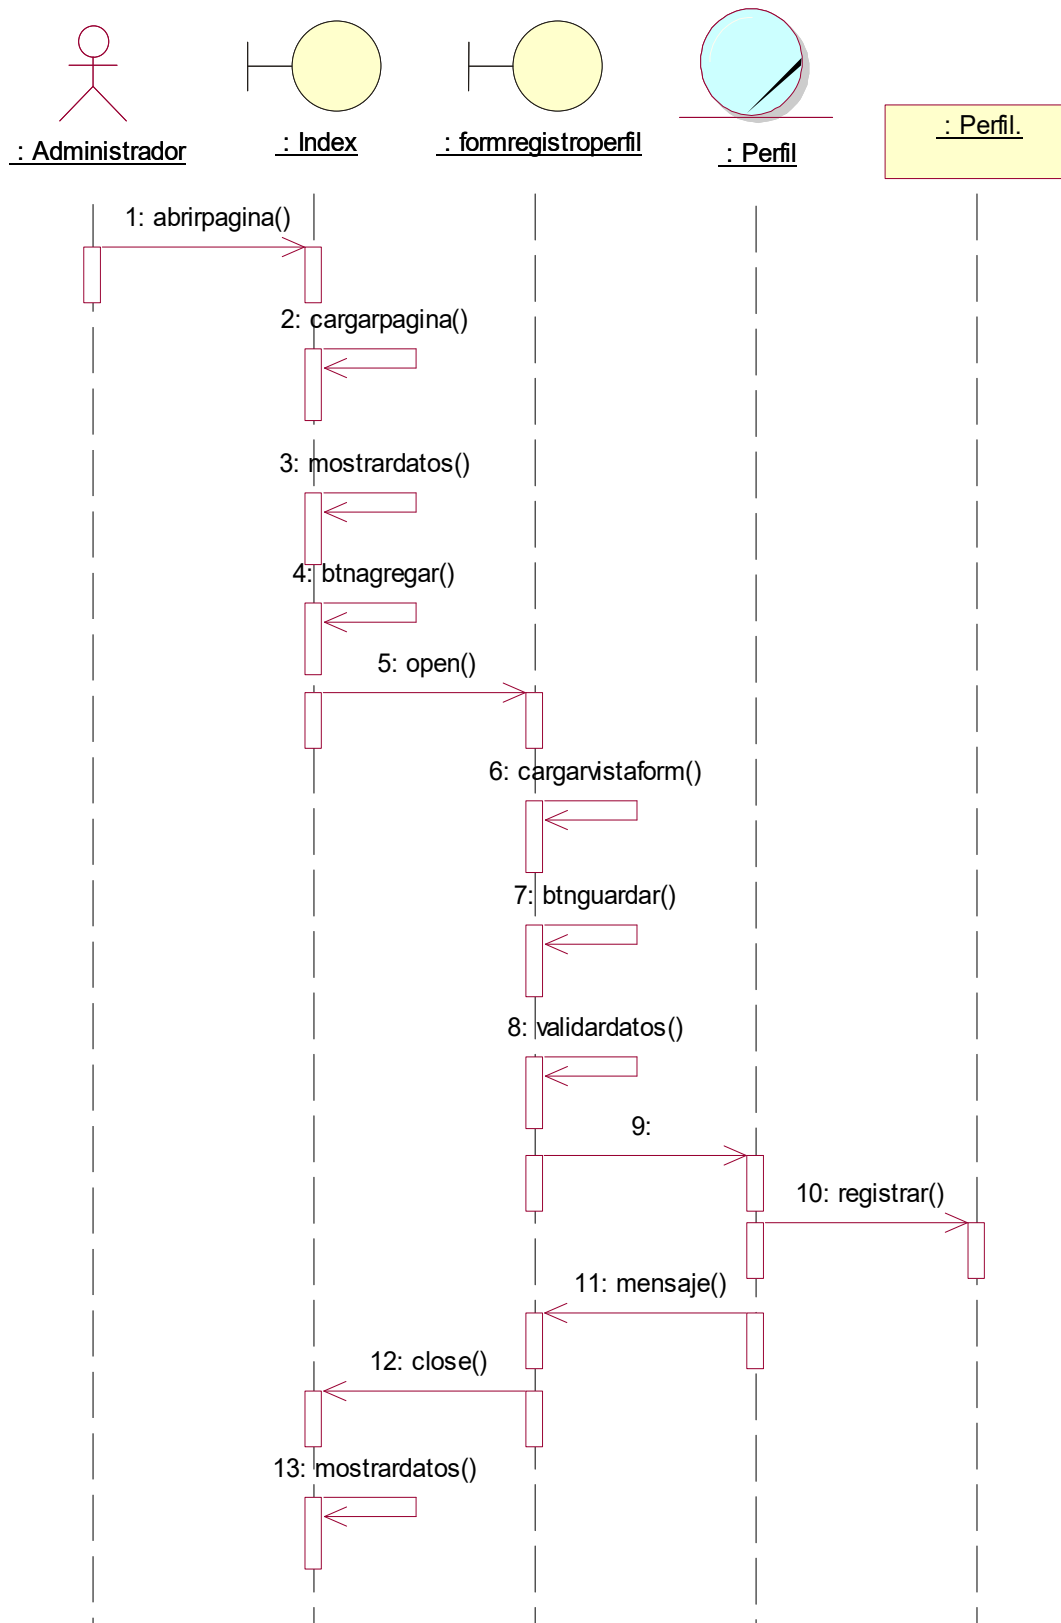 : Administrador
: Index
: formregistroperfil
: Perfil
: Perfil.
1: abrirpagina()
2: cargarpagina()
3: mostrardatos()
4: btnagregar()
5: open()
6: cargarvistaform()
7: btnguardar()
8: validardatos()
9:
10: registrar()
11: mensaje()
12: close()
13: mostrardatos()